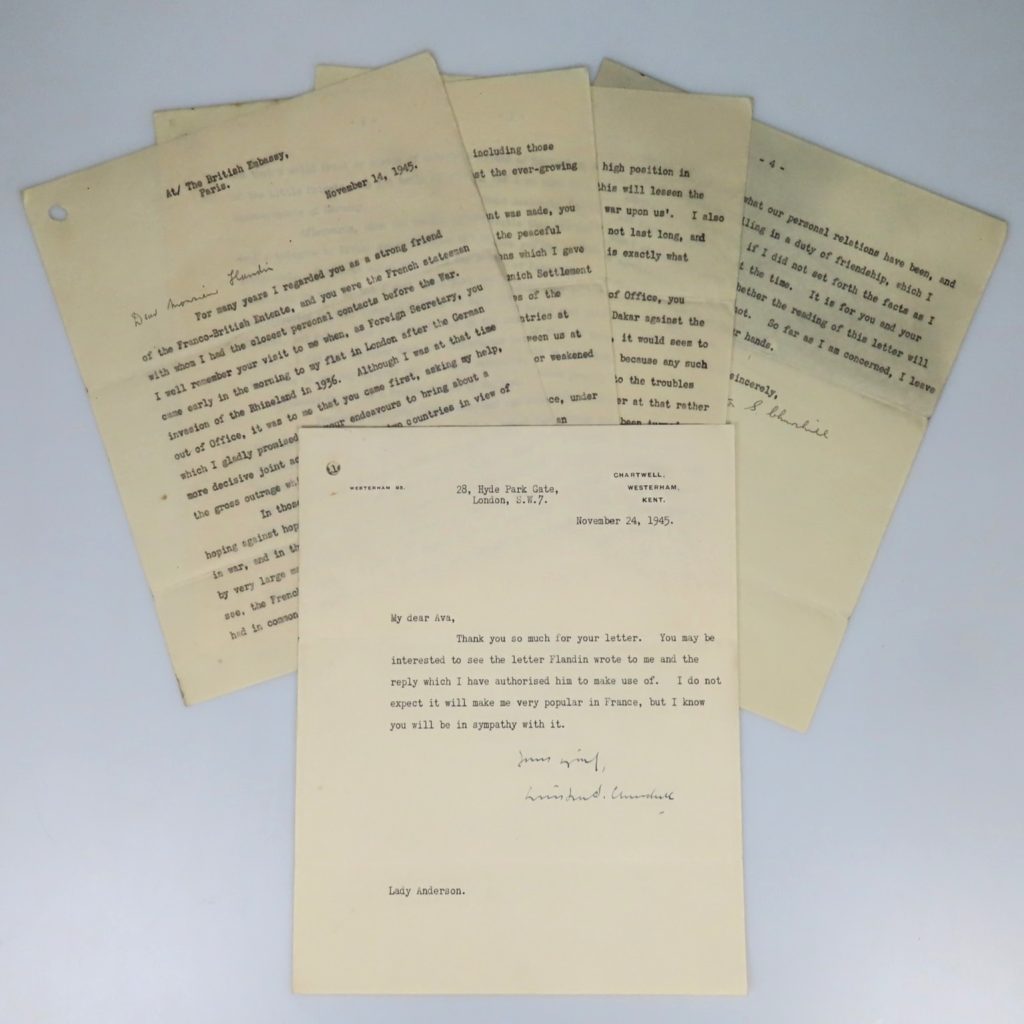 At/ The British Embassy,
Paris.
November 14, 1945.
Dear Monsieur Flandin
For many years I regarded you as a strong friend
of the Franco-British Entente, and you were the French statesman
with whom I had the closest personal contacts before the War.
I well remember your visit to me when, as Foreign Secretary, you
came early in the morning to my flat in London after the German
invasion of the Rhineland in 1936. Although I was at that time
out of Office, it was to me that you came first, asking my help,
which I gladly promised your endeavours to bring about a
more decisive joint countries in view of
the gross outrage
In those
hoping against
in war, and in
by very large
see, the French
had in common
including those
the ever-growing
was made, you
the peaceful
which I gave
Settlement
of the
at
us at
or weakened
under
an
high position in
this will lessen the
war upon us'. I also
not last long, and
is exactly what
of Office, you
Dakar against the
it would seem to
because any such
to the troubles
at that rather
been
- 4 -
what our personal relations have been, and
in a duty of friendship, which I
if I did not set forth the facts as I
the time. It is for you and your
whether the reading of this letter will
not. So far as I am concerned, I leave
hands.
sincerely,
S Churchill
WESTERHAM 93.
28, Hyde Park Gate,
London, S.W.7.
CHARTWELL,
WESTERHAM,
KENT.
November 24, 1945.
My dear Ava,
Thank you so much for your letter. You may be
interested to see the letter Flandin wrote to me and the
reply which I have authorised him to make use of. I do not
expect it will make me very popular in France, but I know
you will be in sympathy with it.
Winston S. Churchill
Lady Anderson.